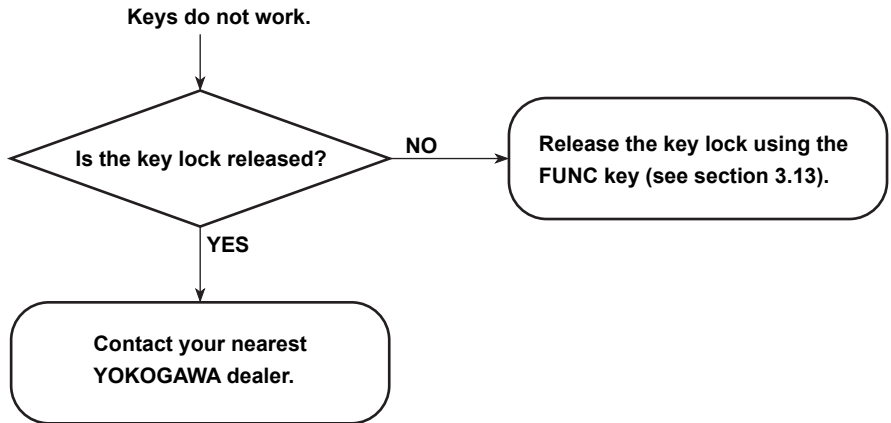 Keys do not work.
Is the key lock released?
NO
Release the key lock using the
FUNC key (see section 3.13).
YES
Contact your nearest
YOKOGAWA dealer.